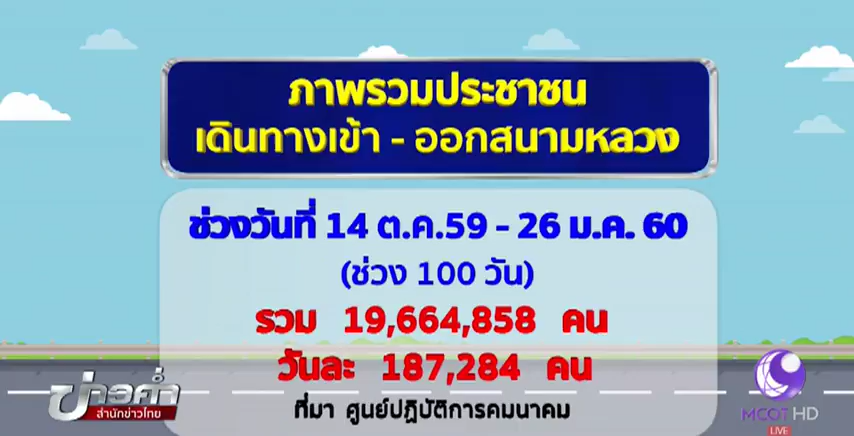 ภาพรวมประชาชน
เดินทางเข้า - ออกสนามหลวง
ช่วงวันที่ 14 ต.ค.59 - 26 ม.ค. 60
(ช่วง 100 วัน)
รวม 19,664,858 คน
วันละ 187,284 คน
ที่มา ศูนย์ปฏิบัติการคมนาคม
ข่าวค่ำ
สำนักข่าวไทย
MCOT HD
LIVE